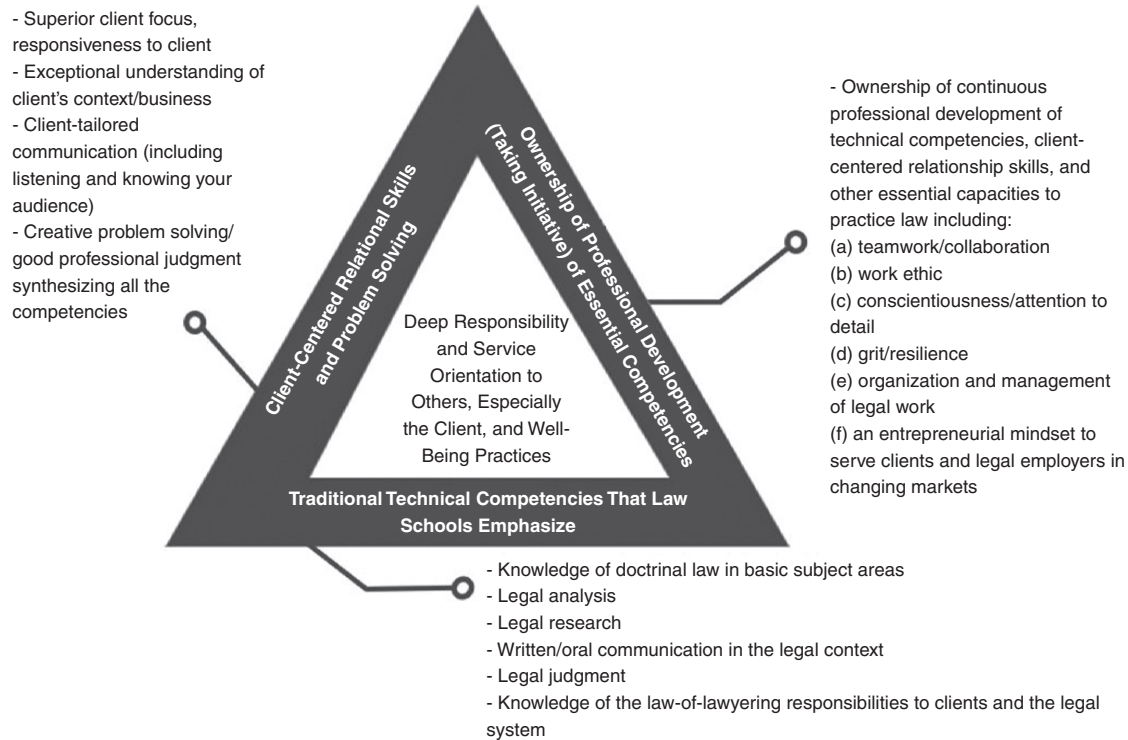 - Superior client focus,
responsiveness to client
- Exceptional understanding of
client's context/business
- Client-tailored
communication (including
listening and knowing your
audience)
- Creative problem solving/
good professional judgment
synthesizing all the
competencies
Client-Centered Relational Skills
and Problem Solving
Ownership of Professional Development
(Taking Initiative) of Essential Competencies
- Ownership of continuous
professional development of
technical competencies, client-
centered relationship skills, and
other essential capacities to
practice law including:
(a) teamwork/collaboration
(b) work ethic
(c) conscientiousness/attention to
detail
(d) grit/resilience
(e) organization and management
of legal work
(f) an entrepreneurial mindset to
serve clients and legal employers in
changing markets
Deep Responsibility
and Service
Orientation to
Others, Especially
the Client, and Well-
Being Practices
Traditional Technical Competencies That Law
Schools Emphasize
- Knowledge of doctrinal law in basic subject areas
- Legal analysis
- Legal research
- Written/oral communication in the legal context
- Legal judgment
- Knowledge of the law-of-lawyering responsibilities to clients and the legal
system